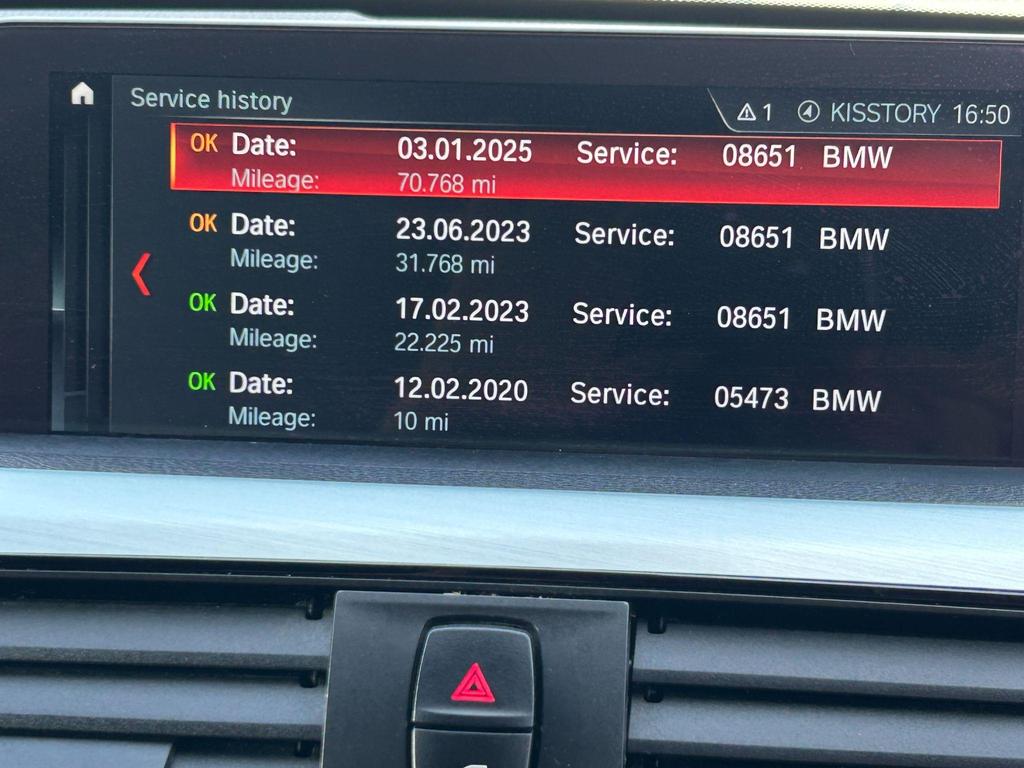 Service history
1 KISSTORY 16:50
OK Date: 03.01.2025 Service: 08651 BMW
Mileage: 70.768 mi
OK Date: 23.06.2023 Service: 08651 BMW
Mileage: 31.768 mi
OK Date: 17.02.2023 Service: 08651 BMW
Mileage: 22.225 mi
OK Date: 12.02.2020 Service: 05473 BMW
Mileage: 10 mi